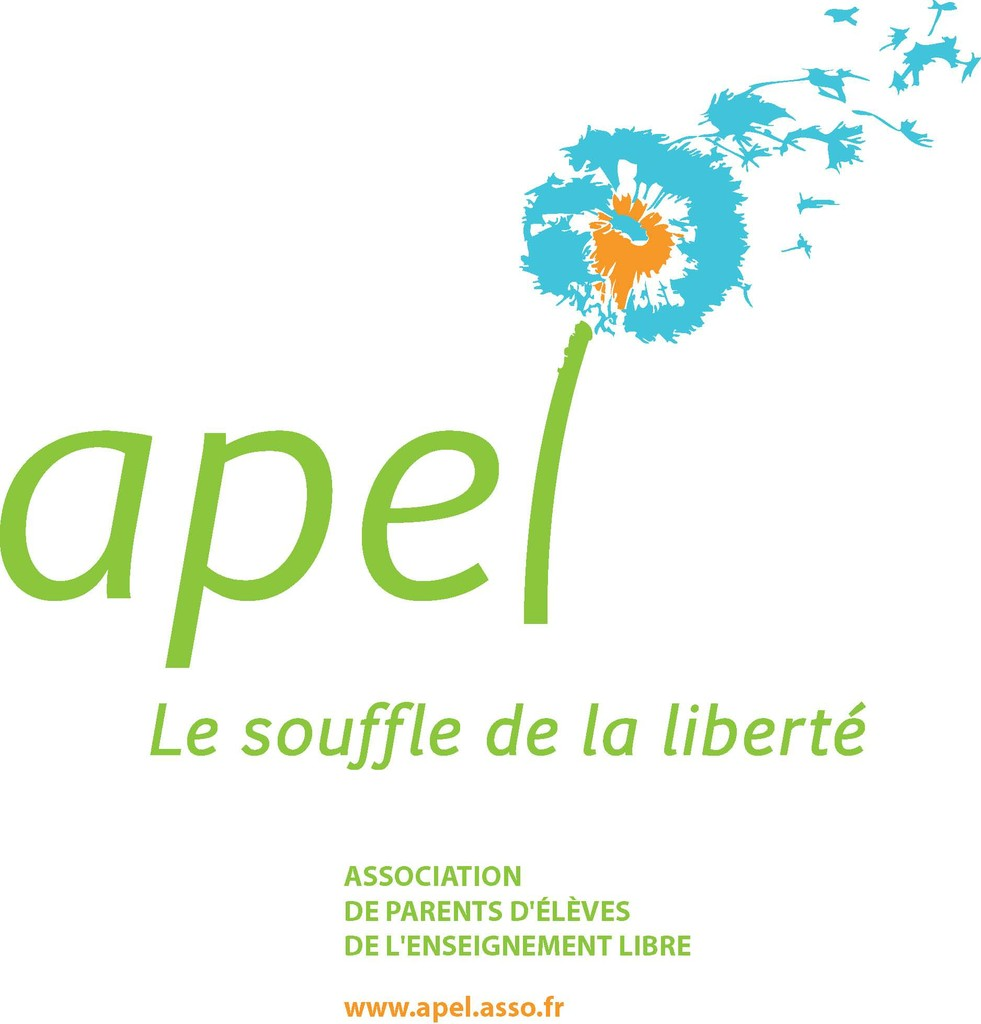 apel
Le souffle de la liberté
ASSOCIATION
DE PARENTS D'ÉLÈVES
DE L'ENSEIGNEMENT LIBRE
www.apel.asso.fr